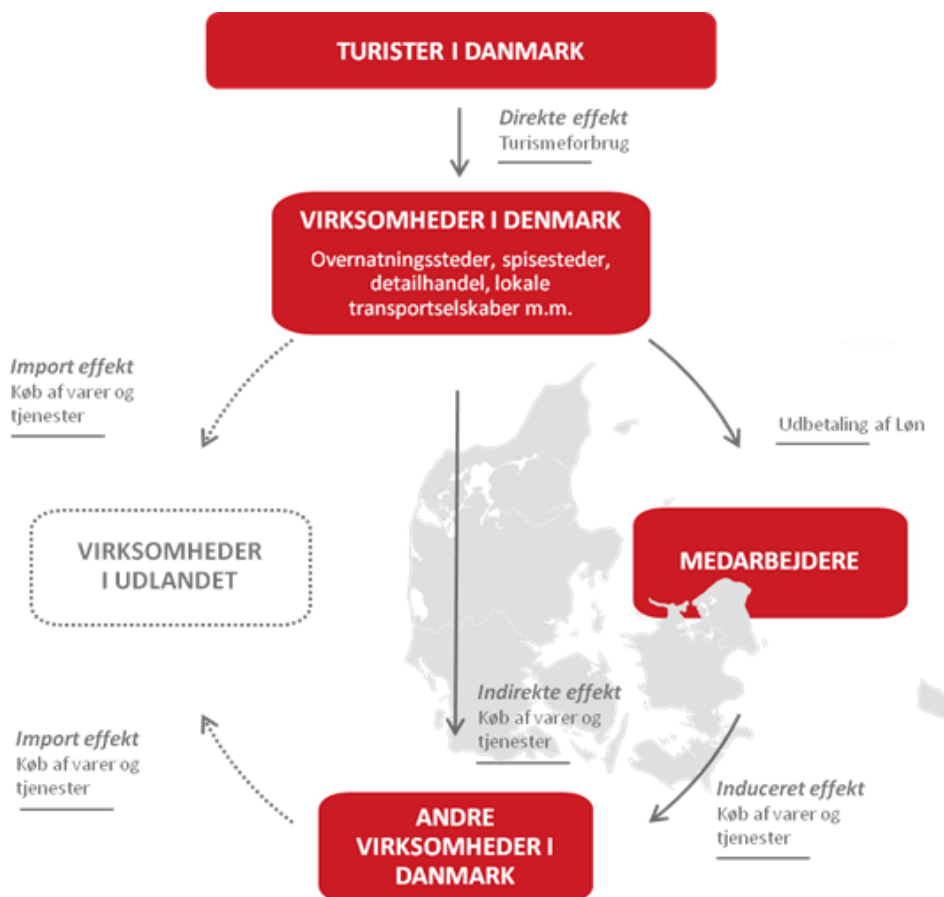 TURISTER I DANMARK
Direkte effekt
Turismeforbrug
VIRKSOMHEDER I DENMARK
Overnatningssteder, spisesteder,
detailhandel, lokale
transportselskaber m.m.
Import effekt
Køb af varer og
tjenester
Udbetaling af Løn
VIRKSOMHEDER
I UDLANDET
MEDARBEJDERE
Indirekte effekt
Køb af varer og
tjenester
Import effekt
Køb af varer og
tjenester
Induceret effekt
Køb af varer og
tjenester
ANDRE
VIRKSOMHEDER I
DANMARK